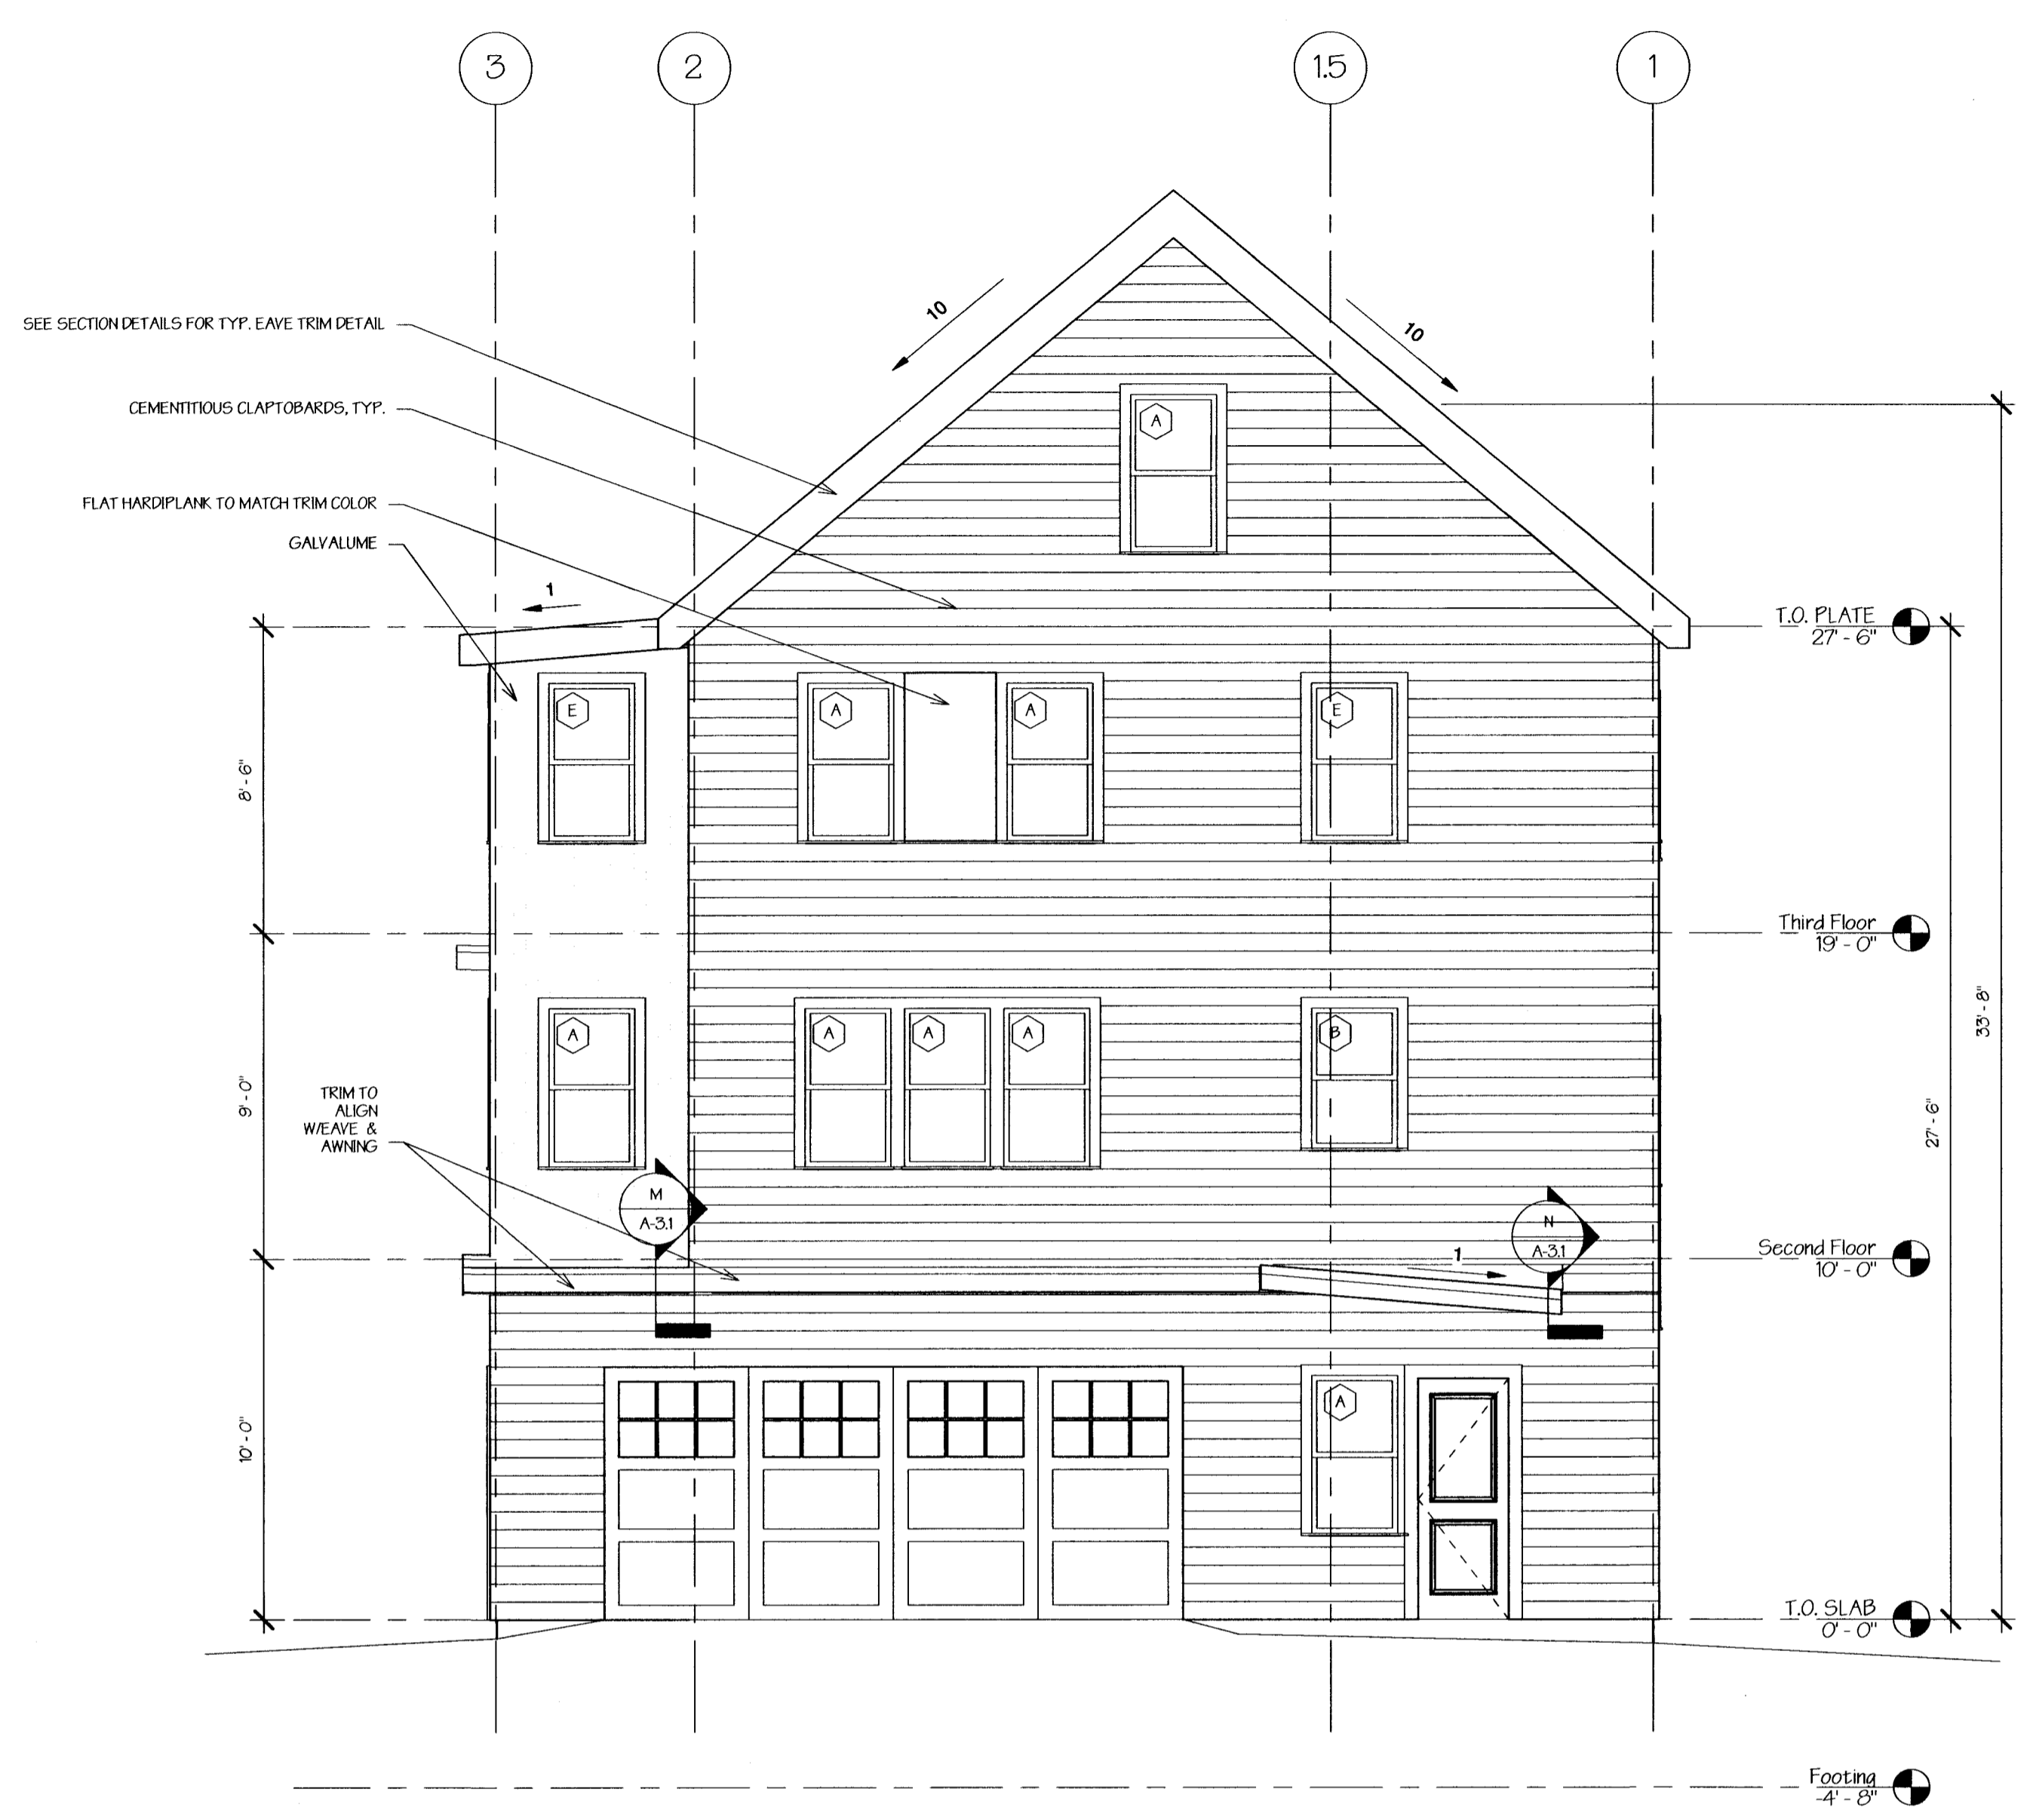 3
2
1.5
1
10
10
SEE SECTION DETAILS FOR TYP. EAVE TRIM DETAIL
CEMENTITIOUS CLAPTOBARDS, TYP.
A
FLAT HARDIPLANK TO MATCH TRIM COLOR
GALVALUME
1
T.O. PLATE
27' - 6"
E
A
A
E
8' - 6"
Third Floor
19' - 0"
33' - 8"
A
A
A
A
B
9' - 0"
27' - 6"
TRIM TO
ALIGN
W/EAVE &
AWNING
M
A-3.1
N
A-3.1
1
Second Floor
10' - 0"
A
10' - 0"
T.O. SLAB
0' - 0"
Footing
-4' - 8"